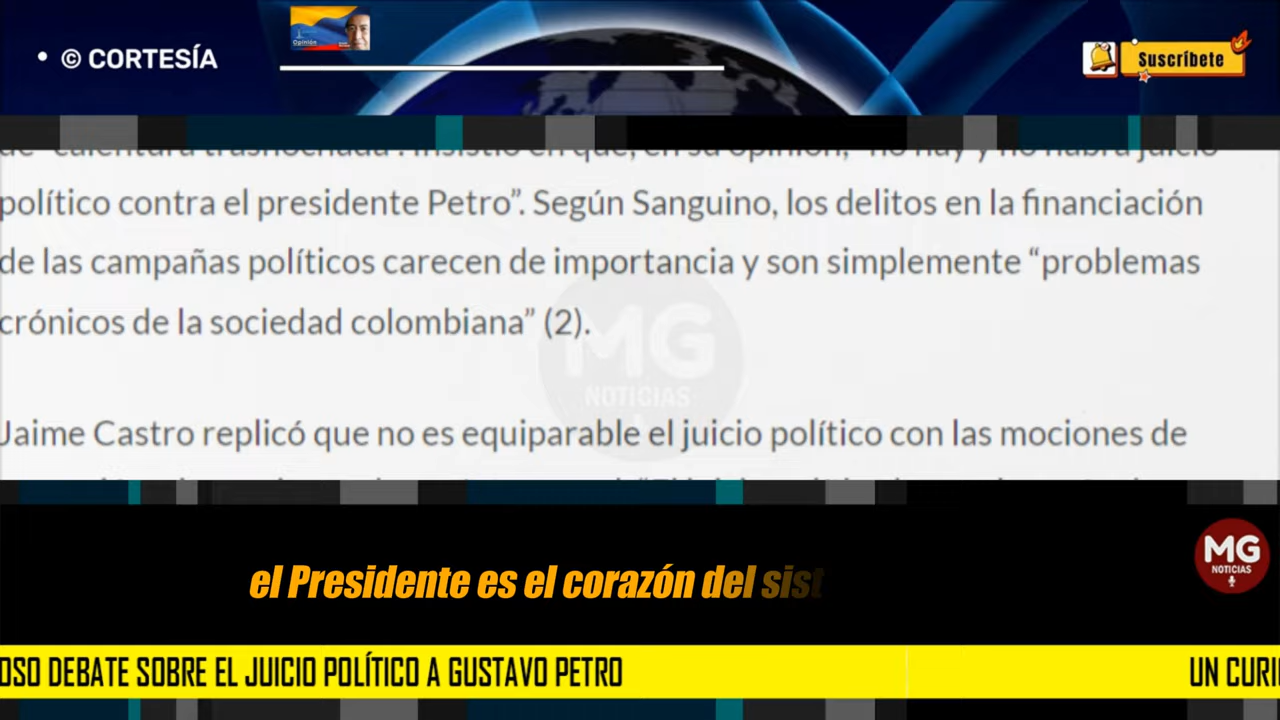 • © CORTESÍA
Opinión
Suscríbete
político contra el presidente Petro”. Según Sanguino, los delitos en la financiación
de las campañas políticos carecen de importancia y son simplemente “problemas
crónicos de la sociedad colombiana” (2).
MG
NOTICIAS
Jaime Castro replicó que no es equiparable el juicio político con las mociones de
MG
NOTICIAS
el Presidente es el corazón del sist
OSO DEBATE SOBRE EL JUICIO POLÍTICO A GUSTAVO PETRO
UN CURI